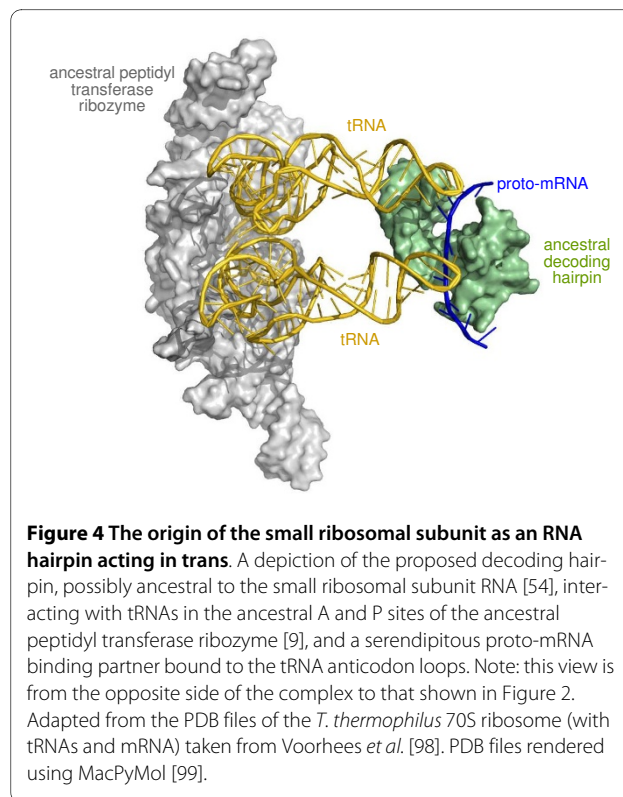 ancestral peptidyl
transferase
ribozyme
tRNA
proto-mRNA
ancestral
decoding
hairpin
tRNA
Figure 4 The origin of the small ribosomal subunit as an RNA
hairpin acting in trans. A depiction of the proposed decoding hair-
pin, possibly ancestral to the small ribosomal subunit RNA [54], inter-
acting with tRNAs in the ancestral A and P sites of the ancestral
peptidyl transferase ribozyme [9], and a serendipitous proto-mRNA
binding partner bound to the tRNA anticodon loops. Note: this view is
from the opposite side of the complex to that shown in Figure 2.
Adapted from the PDB files of the T. thermophilus 70S ribosome (with
tRNAs and mRNA) taken from Voorhees et al. [98]. PDB files rendered
using MacPyMol [99].